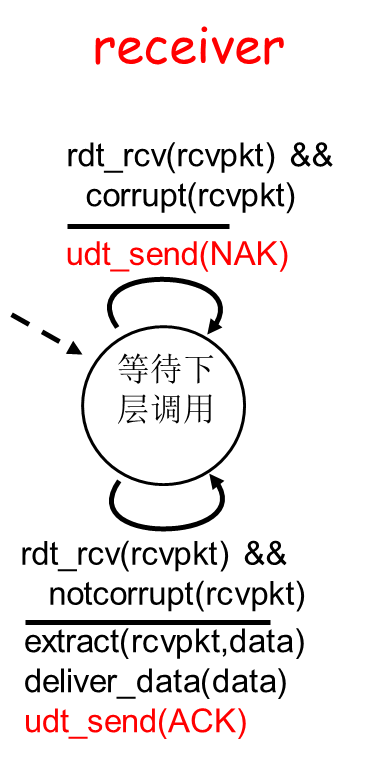 receiver
rdt_rcv(rcvpkt) &&
corrupt(rcvpkt)
udt_send(NAK)
等待下
层调用
rdt_rcv(rcvpkt) &&
notcorrupt(rcvpkt)
extract(rcvpkt,data)
deliver_data(data)
udt_send(ACK)